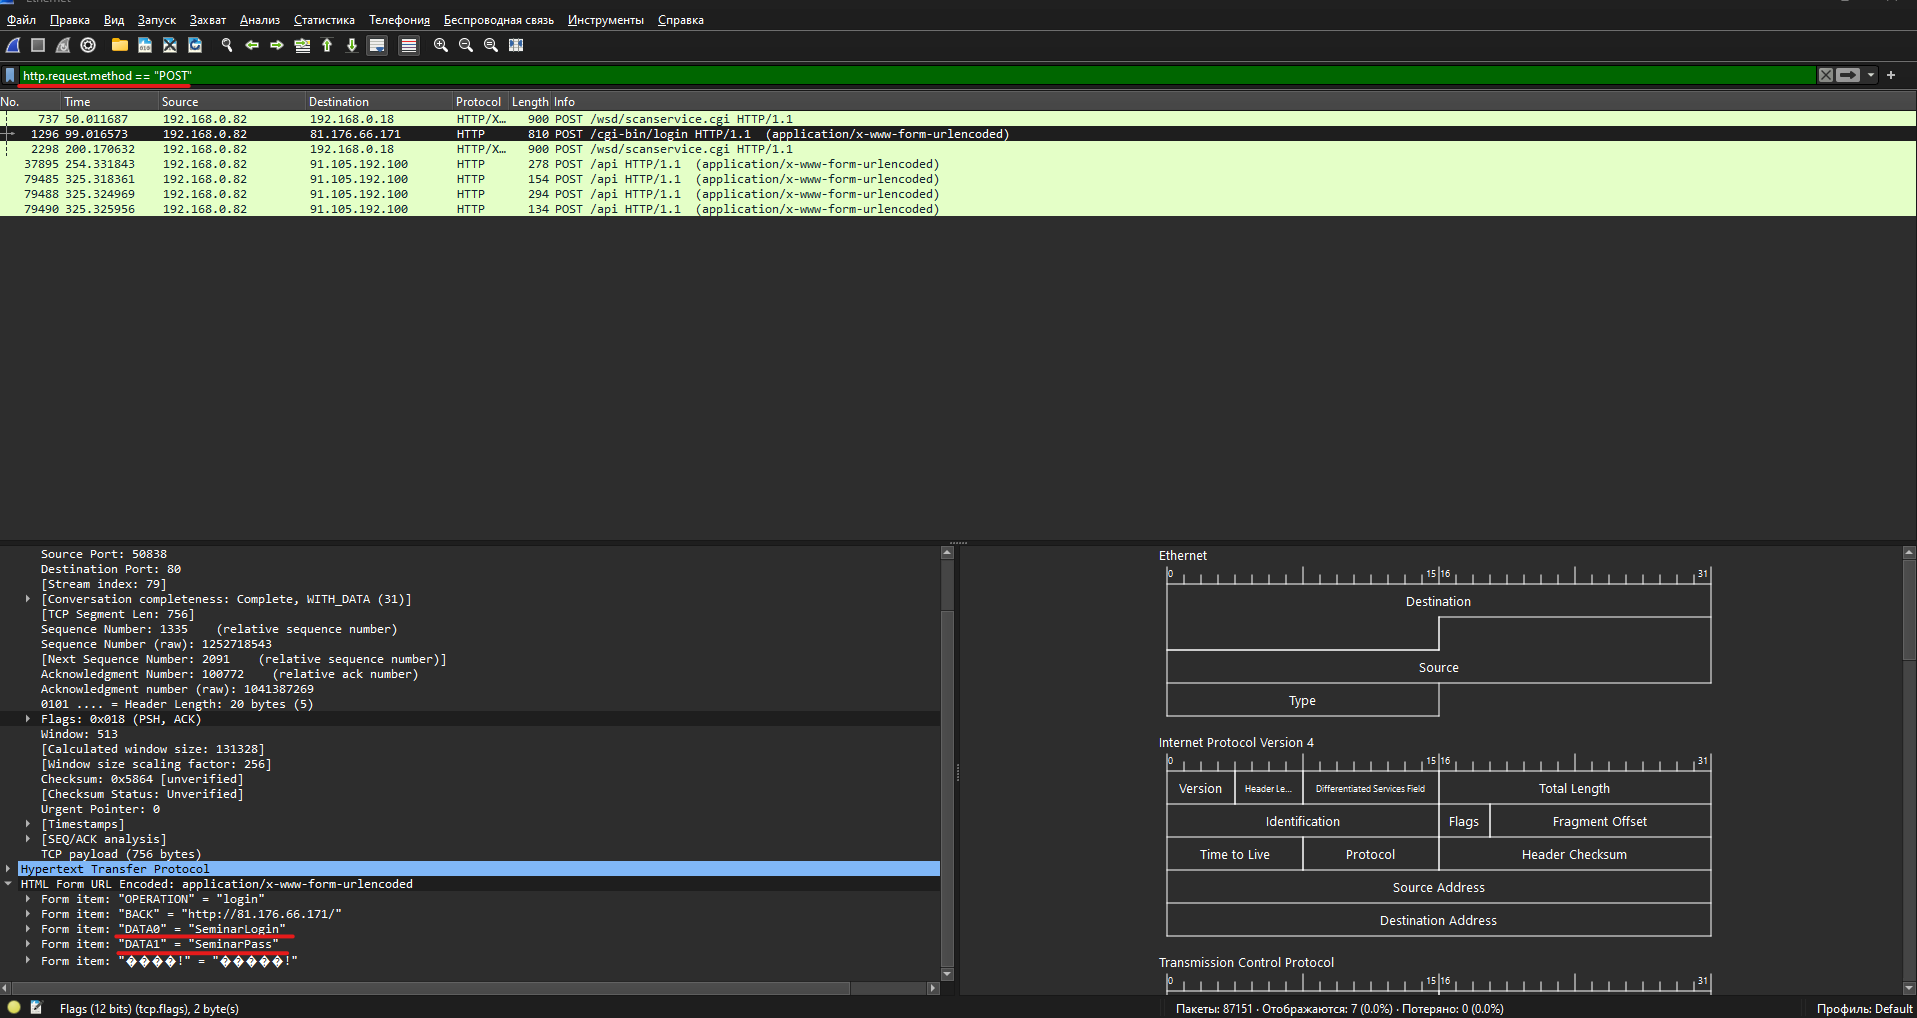 Ethernet
Файл Правка Вид Запуск Захват Анализ Статистика Телефония Беспроводная связь Инструменты Справка
http.request.method == "POST"
No. Time Source Destination Protocol Length Info
737 50.011687 192.168.0.82 192.168.0.18 HTTP/X… 900 POST /wsd/scanservice.cgi HTTP/1.1
1296 99.016573 192.168.0.82 81.176.66.171 HTTP 810 POST /cgi-bin/login HTTP/1.1 (application/x-www-form-urlencoded)
2298 200.170632 192.168.0.82 192.168.0.18 HTTP/X… 900 POST /wsd/scanservice.cgi HTTP/1.1
37895 254.331843 192.168.0.82 91.105.192.100 HTTP 278 POST /api HTTP/1.1 (application/x-www-form-urlencoded)
79485 325.318361 192.168.0.82 91.105.192.100 HTTP 154 POST /api HTTP/1.1 (application/x-www-form-urlencoded)
79488 325.324969 192.168.0.82 91.105.192.100 HTTP 294 POST /api HTTP/1.1 (application/x-www-form-urlencoded)
79490 325.325956 192.168.0.82 91.105.192.100 HTTP 134 POST /api HTTP/1.1 (application/x-www-form-urlencoded)
Source Port: 50838
Destination Port: 80
[Stream index: 79]
[Conversation completeness: Complete, WITH_DATA (31)]
[TCP Segment Len: 756]
Sequence Number: 1335 (relative sequence number)
Sequence Number (raw): 1252718543
[Next Sequence Number: 2091 (relative sequence number)]
Acknowledgment Number: 100772 (relative ack number)
Acknowledgment number (raw): 1041387269
0101 .... = Header Length: 20 bytes (5)
Flags: 0x018 (PSH, ACK)
Window: 513
[Calculated window size: 131328]
[Window size scaling factor: 256]
Checksum: 0x5864 [unverified]
[Checksum Status: Unverified]
Urgent Pointer: 0
[Timestamps]
[SEQ/ACK analysis]
TCP payload (756 bytes)
Hypertext Transfer Protocol
HTML Form URL Encoded: application/x-www-form-urlencoded
Form item: "OPERATION" = "login"
Form item: "BACK" = "http://81.176.66.171/"
Form item: "DATA0" = "SeminarLogin"
Form item: "DATA1" = "SeminarPass"
Form item: "����!" = "�����!"
Ethernet
0 15 16 31
Destination
Source
Type
Internet Protocol Version 4
0 15 16 31
Version Header Le... Differentiated Services Field Total Length
Identification Flags Fragment Offset
Time to Live Protocol Header Checksum
Source Address
Destination Address
Transmission Control Protocol
0 15 16 31
Flags (12 bits) (tcp.flags), 2 byte(s)
Пакеты: 87151 · Отображаются: 7 (0.0%) · Потеряно: 0 (0.0%)
Профиль: Default